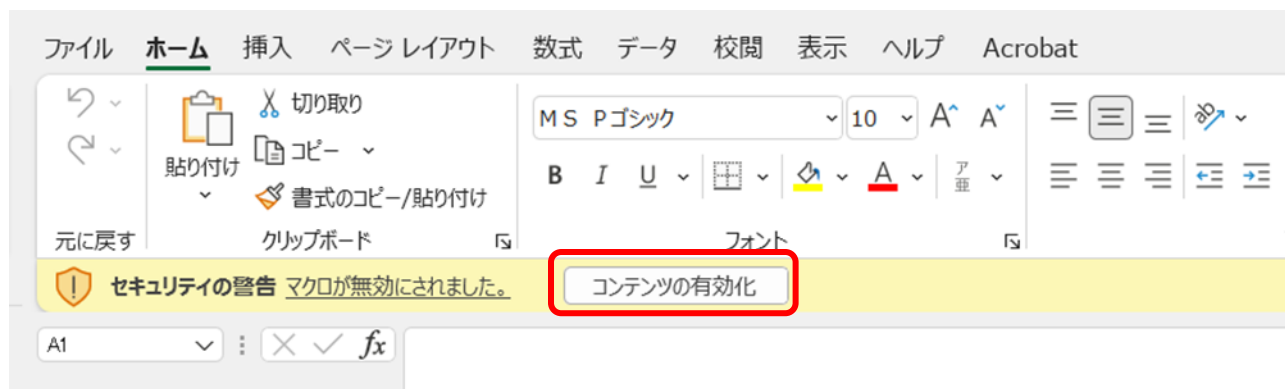 ファイル ホーム 挿入 ページ レイアウト 数式 データ 校閲 表示 ヘルプ Acrobat
切り取り
コピー
書式のコピー/貼り付け
貼り付け
ＭＳ Ｐゴシック 10 A A ab
B I U A ア亜
元に戻す クリップボード フォント
セキュリティの警告 マクロが無効にされました。 コンテンツの有効化
A1 fx